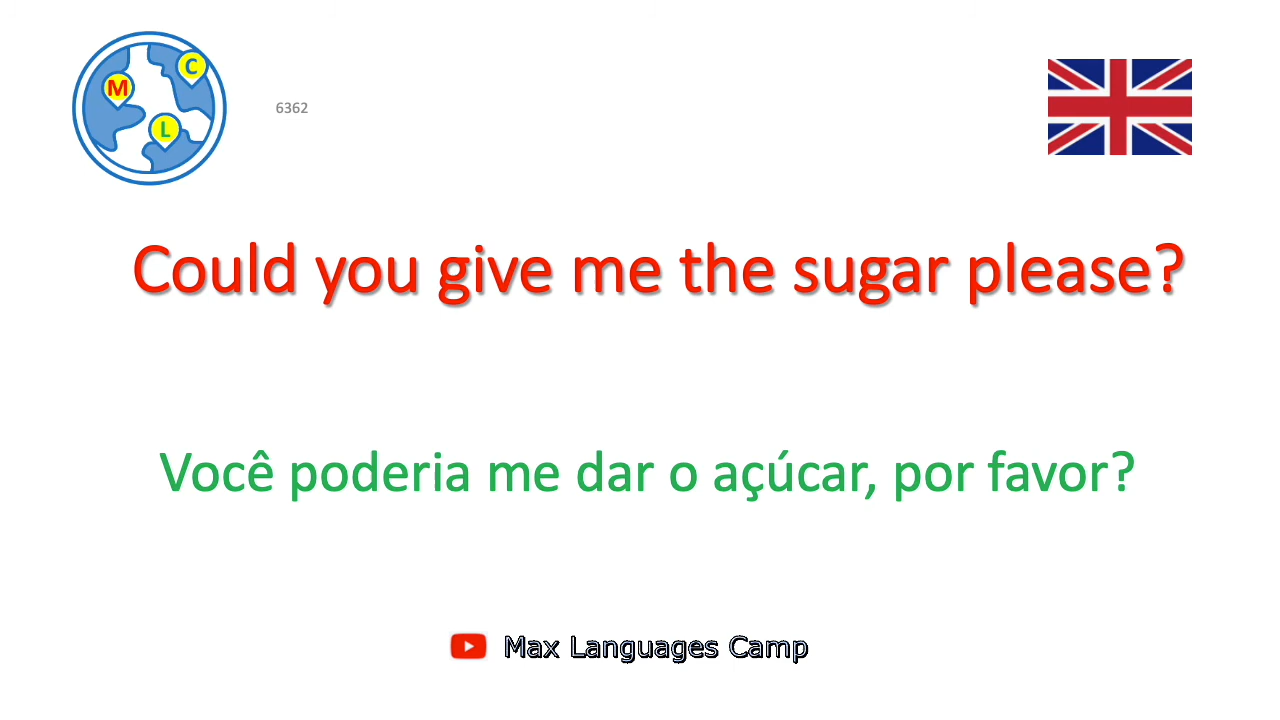 M
C
L
6362
Could you give me the sugar please?
Você poderia me dar o açúcar, por favor?
Max Languages Camp